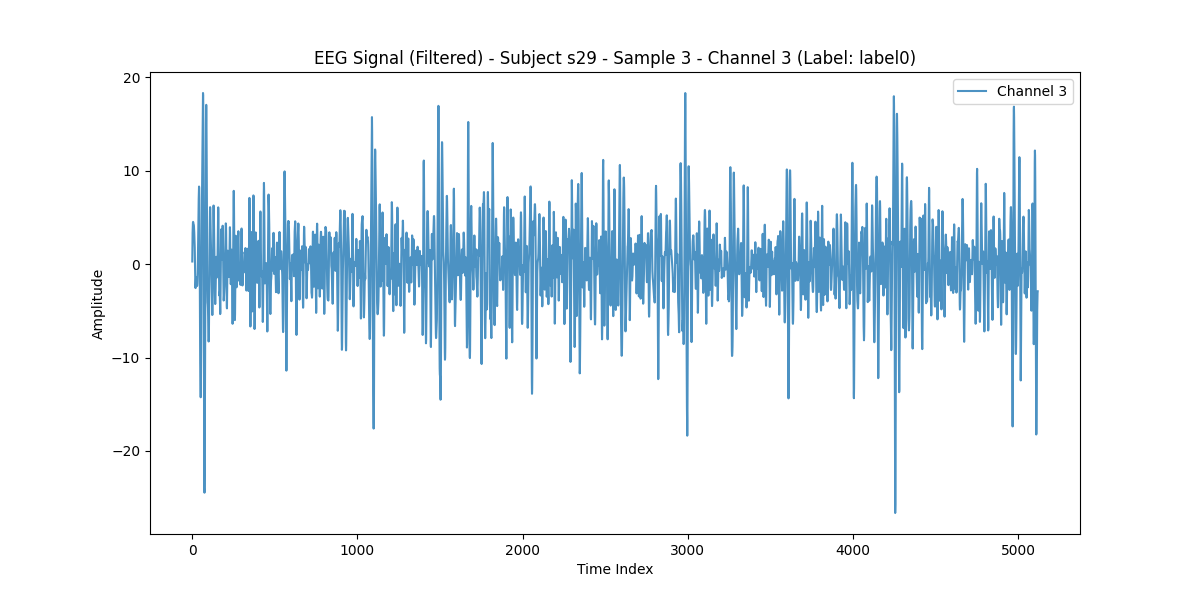 EEG Signal (Filtered) - Subject s29 - Sample 3 - Channel 3 (Label: label0)
Channel 3
20
10
0
−10
−20
Amplitude
0 1000 2000 3000 4000 5000
Time Index